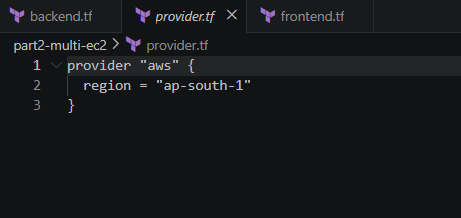 backend.tf provider.tf frontend.tf
part2-multi-ec2 > provider.tf
1 provider "aws" {
2 region = "ap-south-1"
3 }